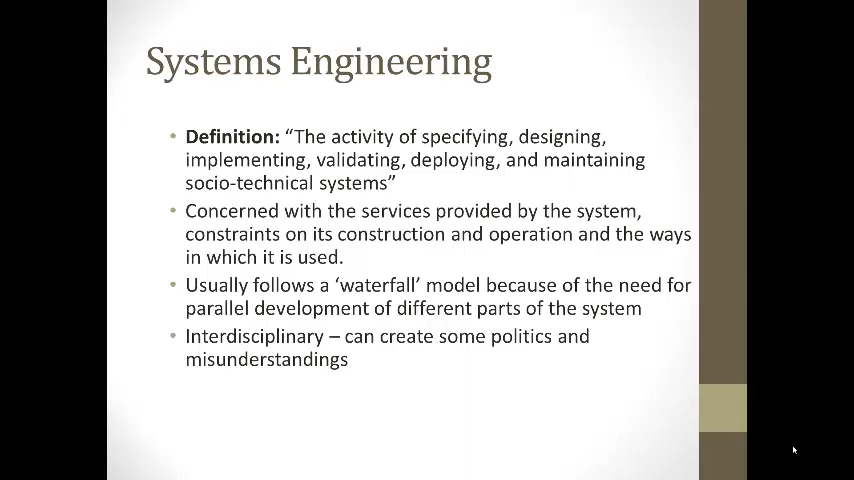 Systems Engineering
• Definition: “The activity of specifying, designing,
implementing, validating, deploying, and maintaining
socio-technical systems”
• Concerned with the services provided by the system,
constraints on its construction and operation and the ways
in which it is used.
• Usually follows a ‘waterfall’ model because of the need for
parallel development of different parts of the system
• Interdisciplinary – can create some politics and
misunderstandings